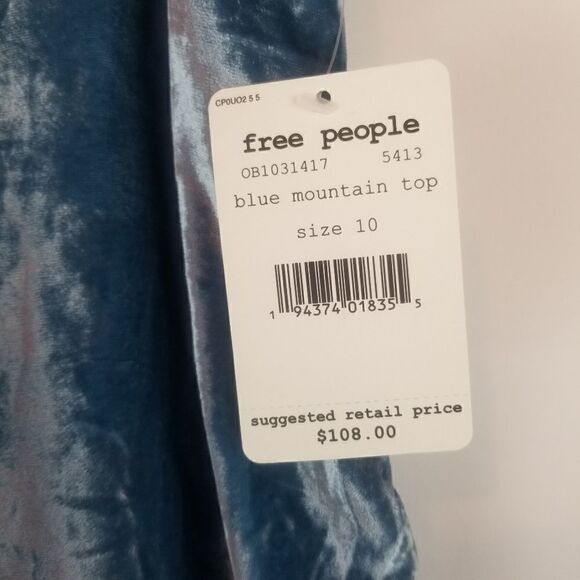 CP0UO2 5 5
free people
OB1031417 5413
blue mountain top
size 10
1 94374 01835 5
suggested retail price
$108.00